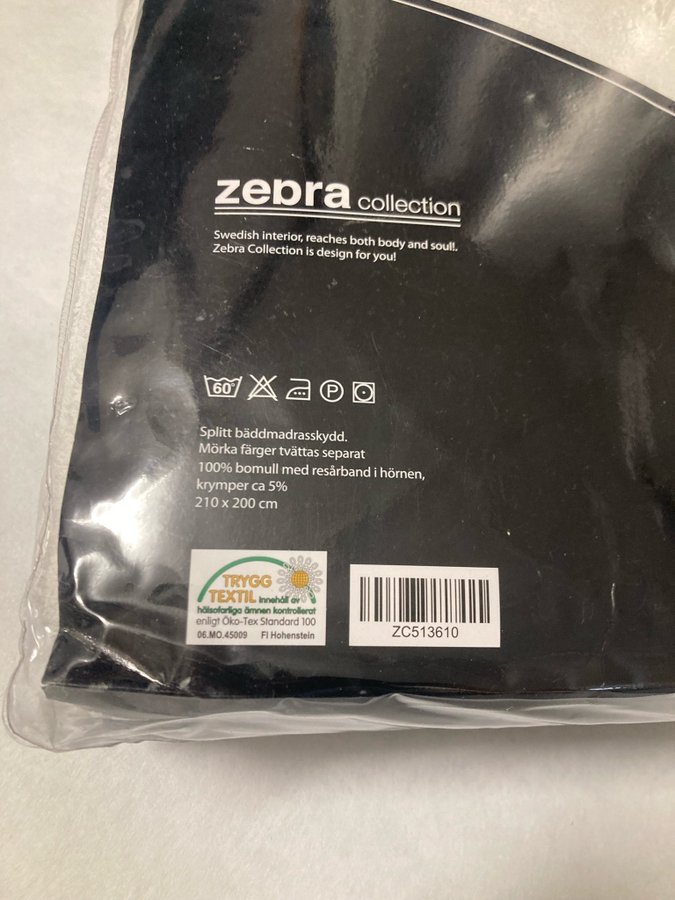 zebra collection
Swedish interior, reaches both body and soul!.
Zebra Collection is design for you!
60°
P
Splitt bäddmadrasskydd.
Mörka färger tvättas separat
100% bomull med resårband i hörnen,
krymper ca 5%
210 x 200 cm
TRYGG
TEXTIL Innehåll av
hälsofarliga ämnen kontrollerat
enligt Öko-Tex Standard 100
06.MO.45009 FI Hohenstein
ZC513610